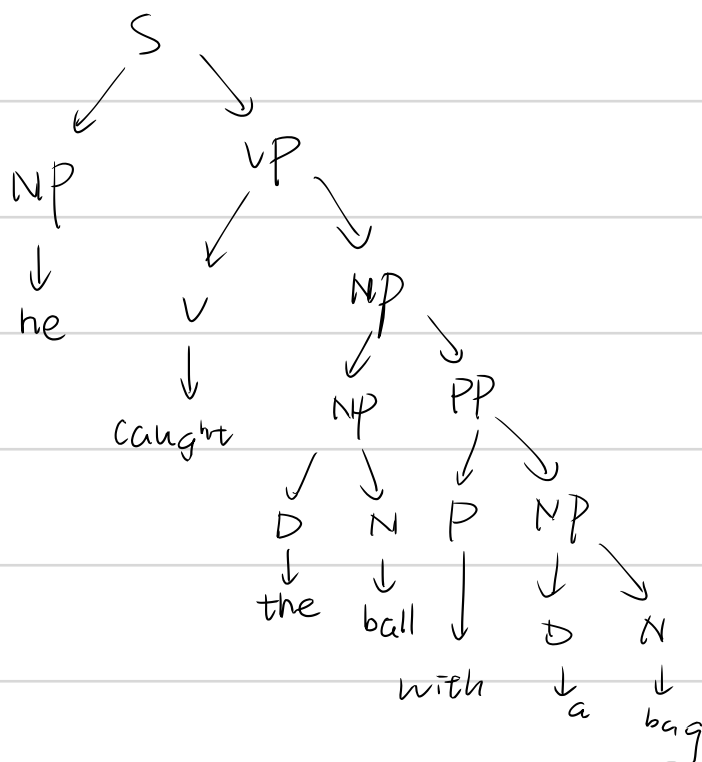 S
NP VP
he V NP
caught NP PP
D N P NP
the ball with D N
a bag